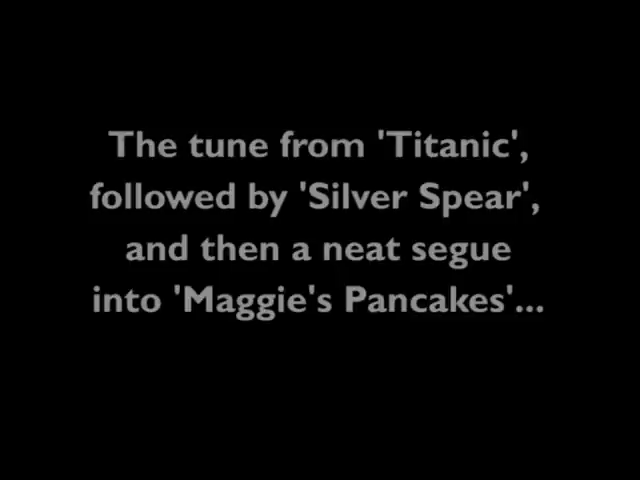 The tune from 'Titanic',
followed by 'Silver Spear',
and then a neat segue
into 'Maggie's Pancakes'...